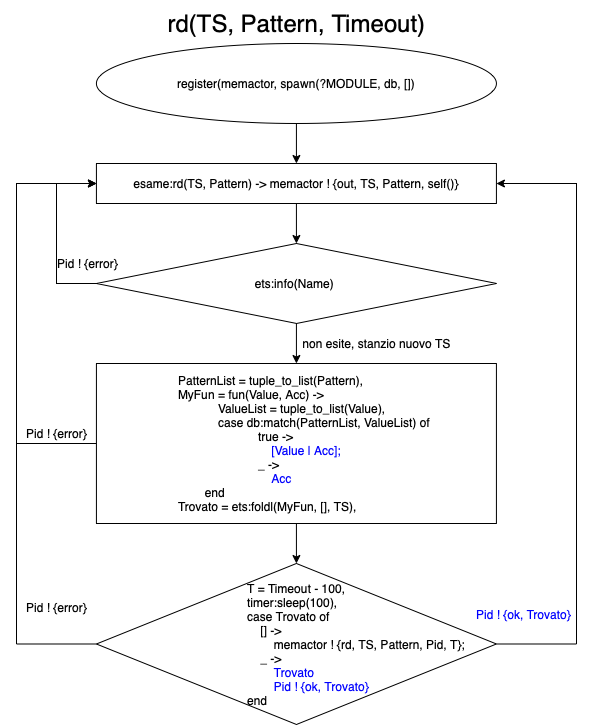 rd(TS, Pattern, Timeout)
register(memactor, spawn(?MODULE, db, [])
esame:rd(TS, Pattern) -> memactor ! {out, TS, Pattern, self()}
Pid ! {error}
ets:info(Name)
non esite, stanzio nuovo TS
PatternList = tuple_to_list(Pattern),
MyFun = fun(Value, Acc) ->
ValueList = tuple_to_list(Value),
case db:match(PatternList, ValueList) of
true ->
[Value | Acc];
_ ->
Acc
end
Trovato = ets:foldl(MyFun, [], TS),
Pid ! {error}
T = Timeout - 100,
timer:sleep(100),
case Trovato of
[] ->
memactor ! {rd, TS, Pattern, Pid, T};
_ ->
Trovato
Pid ! {ok, Trovato}
end
Pid ! {error}
Pid ! {ok, Trovato}